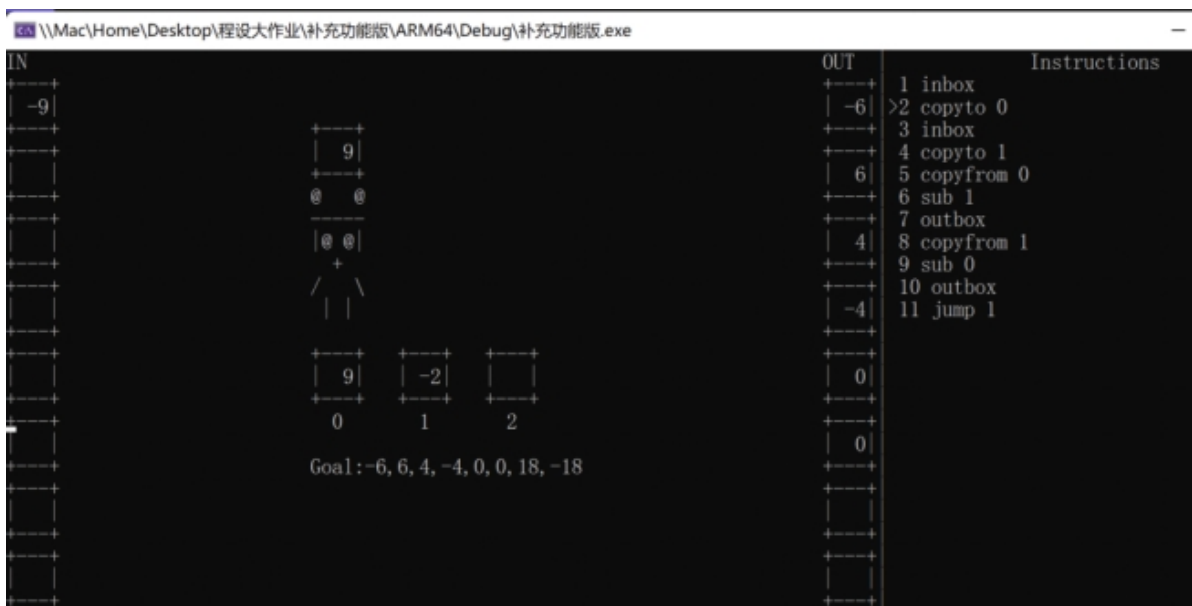 \\Mac\Home\Desktop\程设大作业\补充功能版\ARM64\Debug\补充功能版.exe
IN OUT Instructions
1 inbox
-9 -6 >2 copyto 0
3 inbox
9 4 copyto 1
6 5 copyfrom 0
@ @ 6 sub 1
7 outbox
|@ @| 4 8 copyfrom 1
+ 9 sub 0
/ \ 10 outbox
| | -4 11 jump 1
9 -2 0
0 1 2
0
Goal:-6,6,4,-4,0,0,18,-18